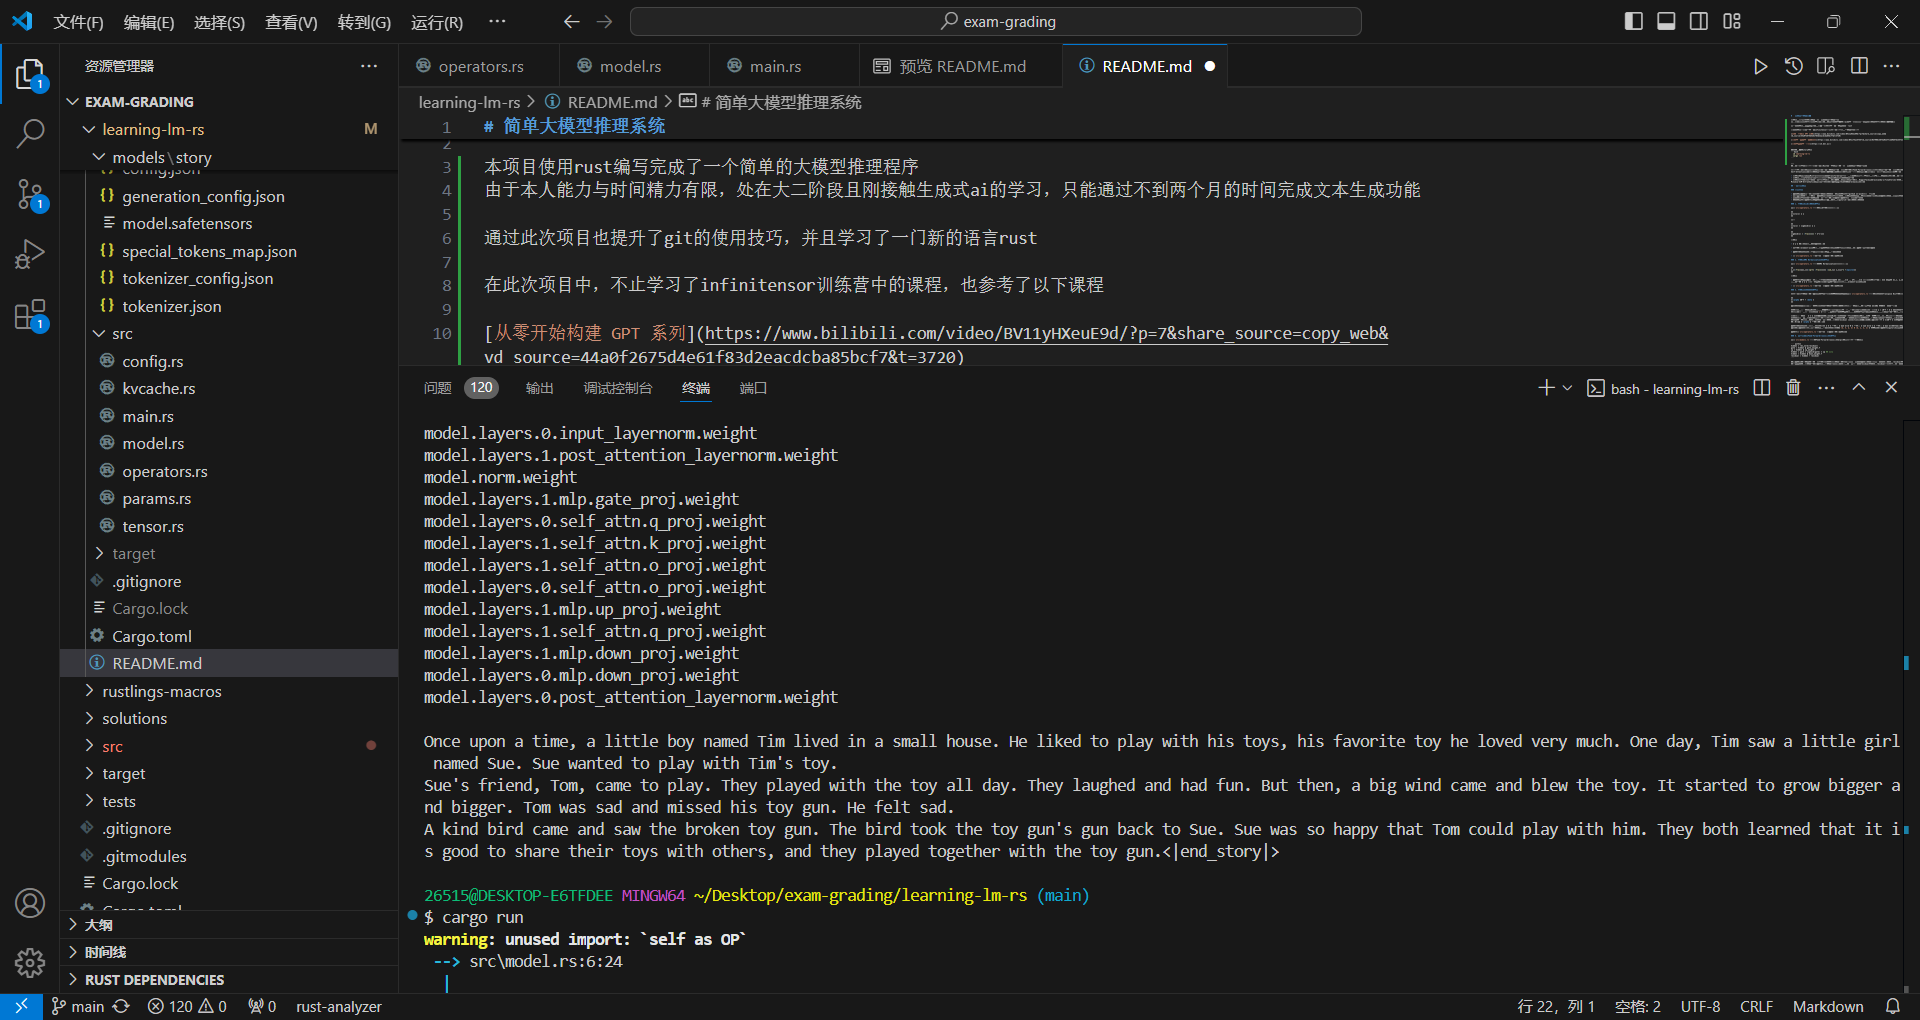 文件(F) 编辑(E) 选择(S) 查看(V) 转到(G) 运行(R) ··· exam-grading
资源管理器
EXAM-GRADING
learning-lm-rs M
models\story
config.json
generation_config.json
model.safetensors
special_tokens_map.json
tokenizer_config.json
tokenizer.json
src
config.rs
kvcache.rs
main.rs
model.rs
operators.rs
params.rs
tensor.rs
target
.gitignore
Cargo.lock
Cargo.toml
README.md
rustlings-macros
solutions
src
target
tests
.gitignore
.gitmodules
Cargo.lock
Cargo.toml
大纲
时间线
RUST DEPENDENCIES
1
1
1
operators.rs model.rs main.rs 预览 README.md README.md
learning-lm-rs > README.md > # 简单大模型推理系统
1 # 简单大模型推理系统
2
3 本项目使用rust编写完成了一个简单的大模型推理程序
4 由于本人能力与时间精力有限，处在大二阶段且刚接触生成式ai的学习，只能通过不到两个月的时间完成文本生成功能
5
6 通过此次项目也提升了git的使用技巧，并且学习了一门新的语言rust
7
8 在此次项目中，不止学习了infinitensor训练营中的课程，也参考了以下课程
9
10 [从零开始构建 GPT 系列](https://www.bilibili.com/video/BV11yHXeuE9d/?p=7&share_source=copy_web&
vd_source=44a0f2675d4e61f83d2eacdcba85bcf7&t=3720)
问题 120 输出 调试控制台 终端 端口 bash - learning-lm-rs
model.layers.0.input_layernorm.weight
model.layers.1.post_attention_layernorm.weight
model.norm.weight
model.layers.1.mlp.gate_proj.weight
model.layers.0.self_attn.q_proj.weight
model.layers.1.self_attn.k_proj.weight
model.layers.1.self_attn.o_proj.weight
model.layers.0.self_attn.o_proj.weight
model.layers.1.mlp.up_proj.weight
model.layers.1.self_attn.q_proj.weight
model.layers.1.mlp.down_proj.weight
model.layers.0.mlp.down_proj.weight
model.layers.0.post_attention_layernorm.weight
Once upon a time, a little boy named Tim lived in a small house. He liked to play with his toys, his favorite toy he loved very much. One day, Tim saw a little girl
named Sue. Sue wanted to play with Tim's toy.
Sue's friend, Tom, came to play. They played with the toy all day. They laughed and had fun. But then, a big wind came and blew the toy. It started to grow bigger a
nd bigger. Tom was sad and missed his toy gun. He felt sad.
A kind bird came and saw the broken toy gun. The bird took the toy gun's gun back to Sue. Sue was so happy that Tom could play with him. They both learned that it i
s good to share their toys with others, and they played together with the toy gun.<|end_story|>
26515@DESKTOP-E6TFDEE MINGW64 ~/Desktop/exam-grading/learning-lm-rs (main)
$ cargo run
warning: unused import: `self as OP`
--> src\model.rs:6:24
|
main 120 0 0 rust-analyzer 行 22，列 1 空格: 2 UTF-8 CRLF Markdown